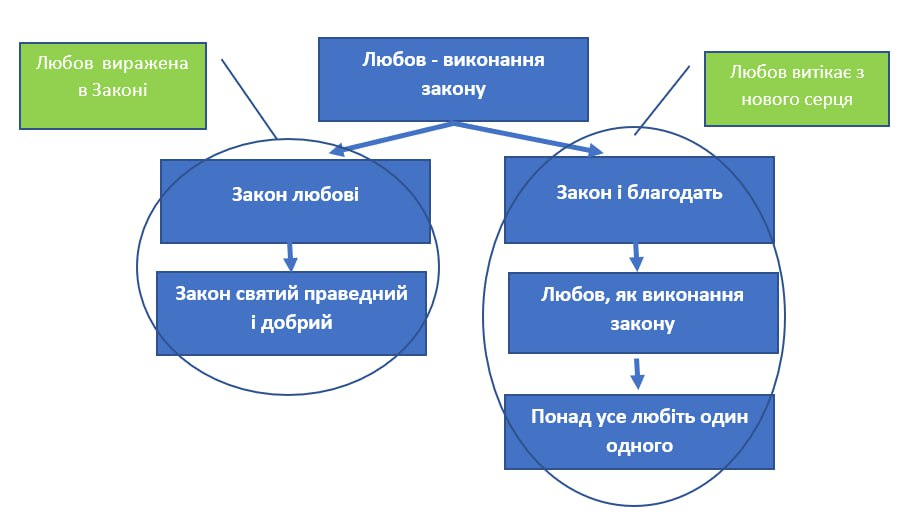 Любов виражена
в Законі
Любов - виконання
закону
Любов витікає з
нового серця
Закон любові
Закон святий праведний
і добрий
Закон і благодать
Любов, як виконання
закону
Понад усе любіть один
одного